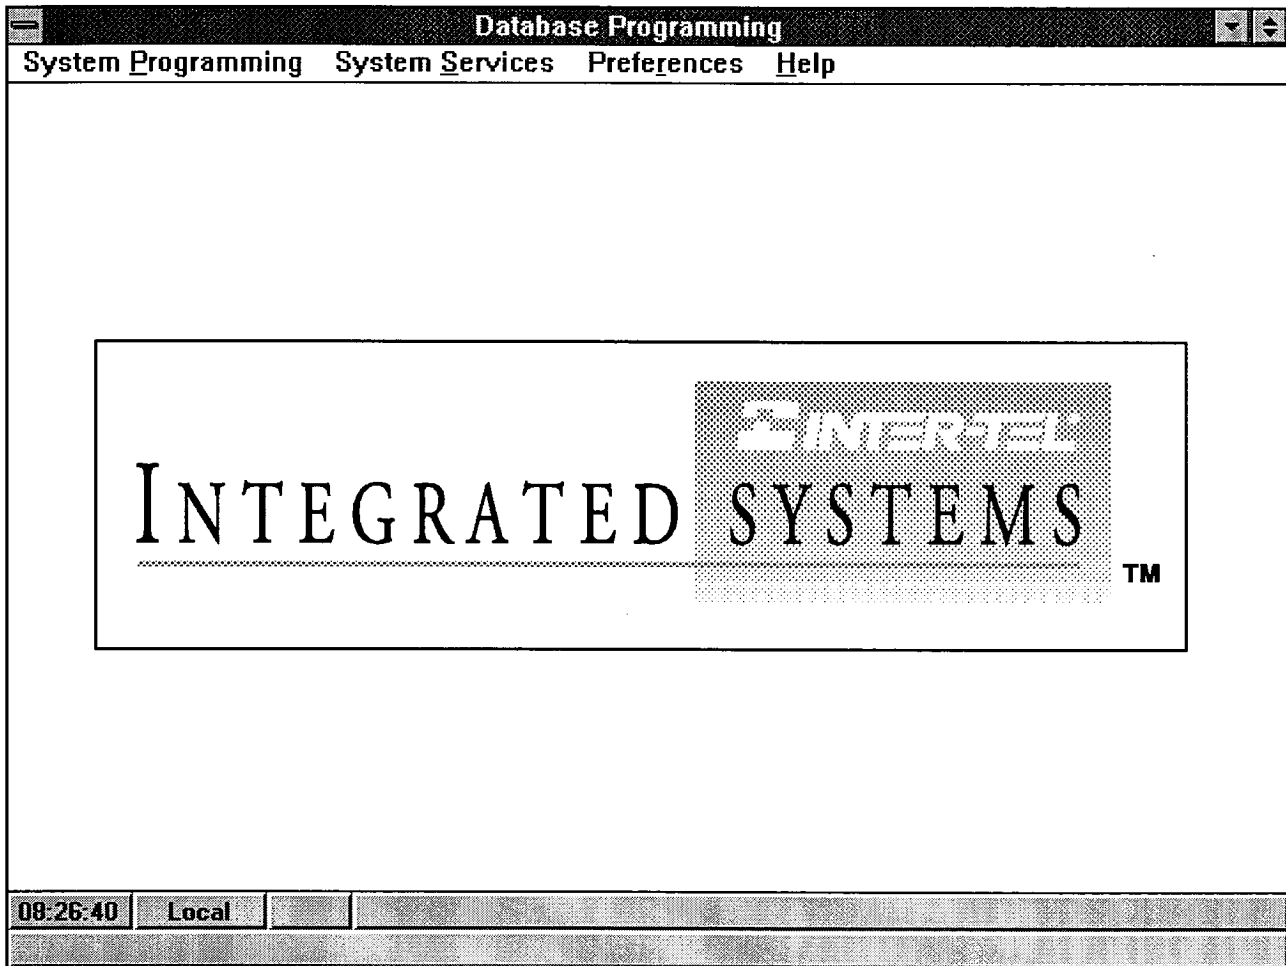 Database Programming
System Programming System Services Preferences Help
INTER-TEL
INTEGRATED SYSTEMS
TM
08:26:40 Local